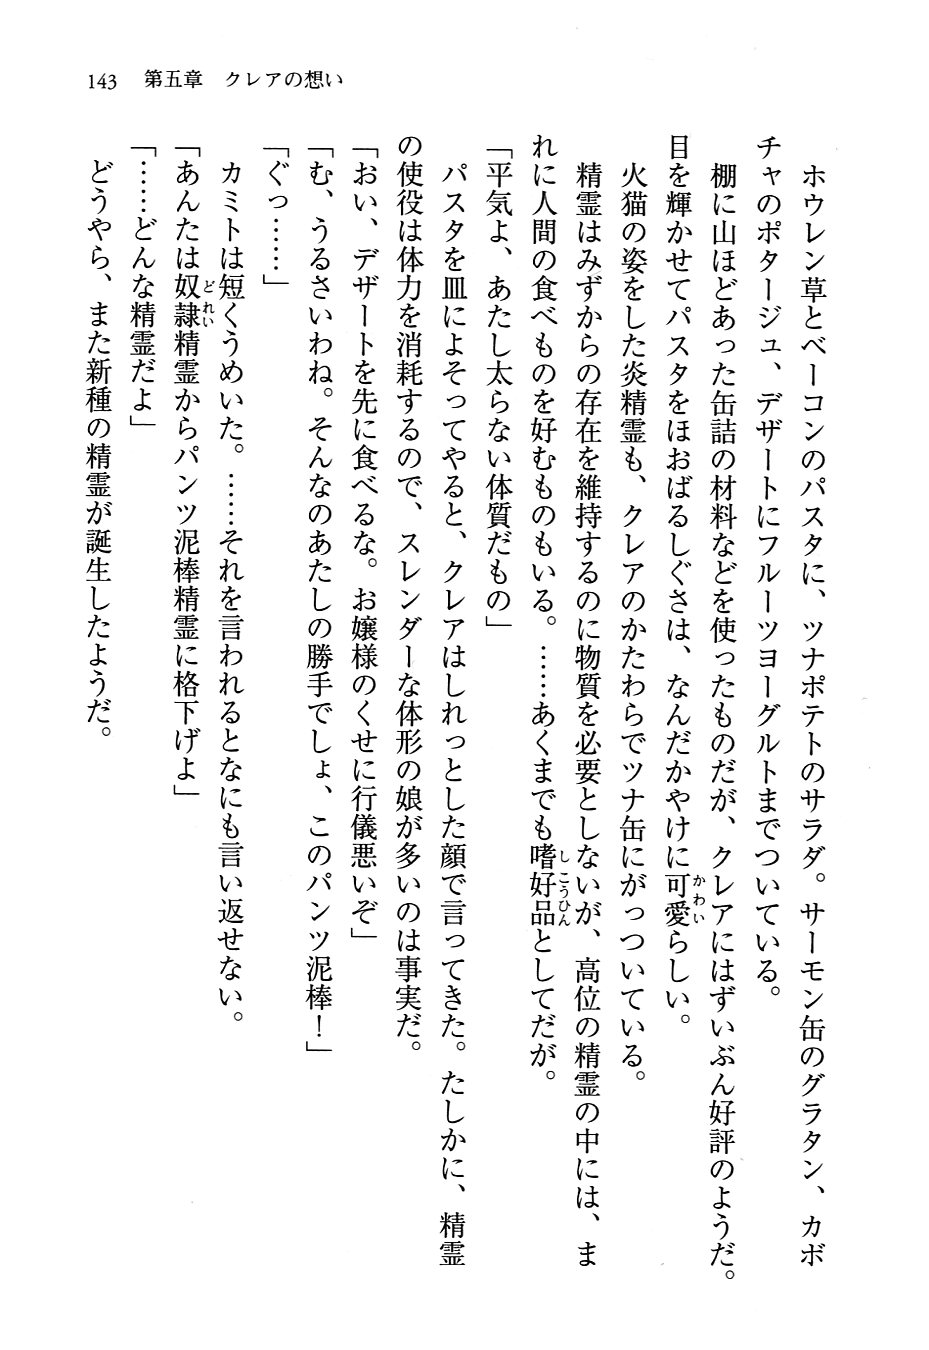 143　第五章　クレアの想い
　ホウレン草とベーコンのパスタに、ツナポテトのサラダ。サーモン缶のグラタン、カボ
チャのポタージュ、デザートにフルーツヨーグルトまでついている。
　棚に山ほどあった缶詰の材料などを使ったものだが、クレアにはずいぶん好評のようだ。
目を輝かせてパスタをほおばるしぐさは、なんだかやけに可愛らしい。
　火猫の姿をした炎精霊も、クレアのかたわらでツナ缶にがっついている。
　精霊はみずからの存在を維持するのに物質を必要としないが、高位の精霊の中には、ま
れに人間の食べものを好むものもいる。……あくまでも嗜好品としてだが。
「平気よ、あたし太らない体質だもの」
　パスタを皿によそってやると、クレアはしれっとした顔で言ってきた。たしかに、精霊
の使役は体力を消耗するので、スレンダーな体形の娘が多いのは事実だ。
「おい、デザートを先に食べるな。お嬢様のくせに行儀悪いぞ」
「む、うるさいわね。そんなのあたしの勝手でしょ、このパンツ泥棒！」
「ぐっ……」
　カミトは短くうめいた。……それを言われるとなにも言い返せない。
「あんたは奴隷精霊からパンツ泥棒精霊に格下げよ」
「……どんな精霊だよ」
　どうやら、また新種の精霊が誕生したようだ。